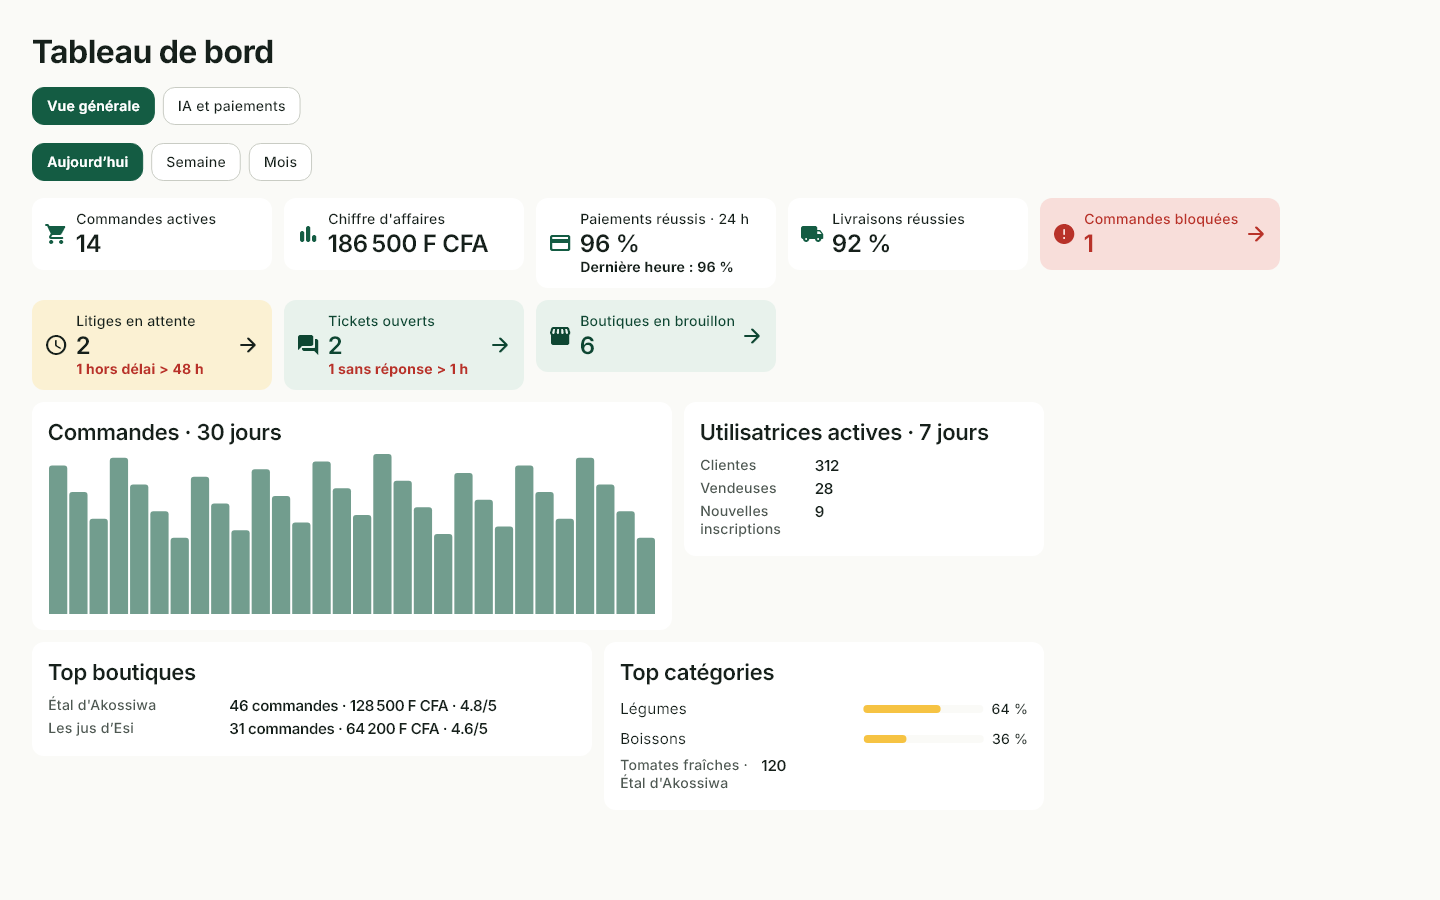 Tableau de bord
Vue générale
IA et paiements
Aujourd’hui
Semaine
Mois
Commandes actives
14
Chiffre d'affaires
186 500 F CFA
Paiements réussis · 24 h
96 %
Dernière heure : 96 %
Livraisons réussies
92 %
Commandes bloquées
1
Litiges en attente
2
1 hors délai > 48 h
Tickets ouverts
2
1 sans réponse > 1 h
Boutiques en brouillon
6
Commandes · 30 jours
Utilisatrices actives · 7 jours
Clientes 312
Vendeuses 28
Nouvelles 9
inscriptions
Top boutiques
Étal d'Akossiwa 46 commandes · 128 500 F CFA · 4.8/5
Les jus d’Esi 31 commandes · 64 200 F CFA · 4.6/5
Top catégories
Légumes 64 %
Boissons 36 %
Tomates fraîches · 120
Étal d'Akossiwa